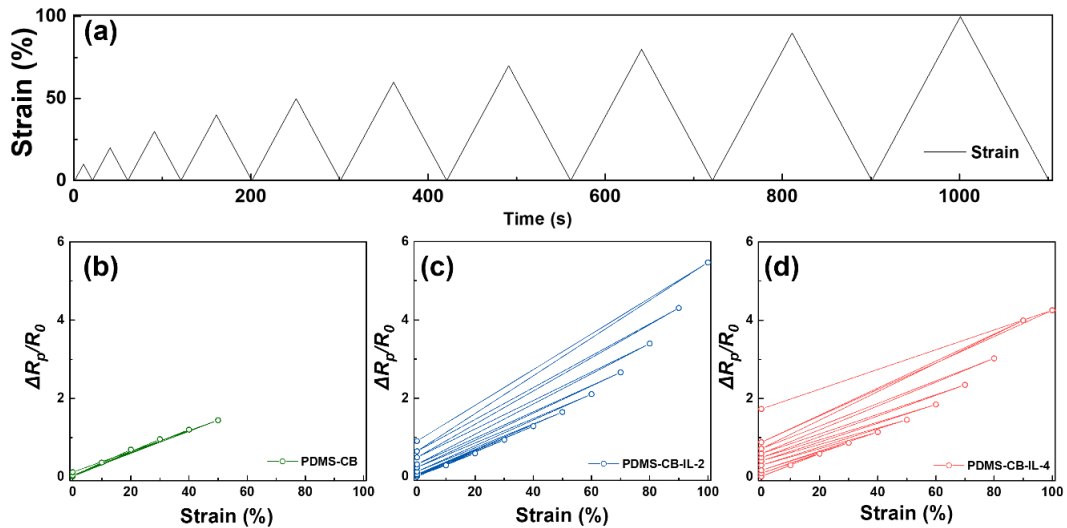 (a)
Strain (%)
100
50
0
Strain
0 200 400 600 800 1000
Time (s)
(b)
ΔRp/R0
6
4
2
0
PDMS-CB
0 20 40 60 80 100
Strain (%)
(c)
ΔRp/R0
6
4
2
0
PDMS-CB-IL-2
0 20 40 60 80 100
Strain (%)
(d)
ΔRp/R0
6
4
2
0
PDMS-CB-IL-4
0 20 40 60 80 100
Strain (%)